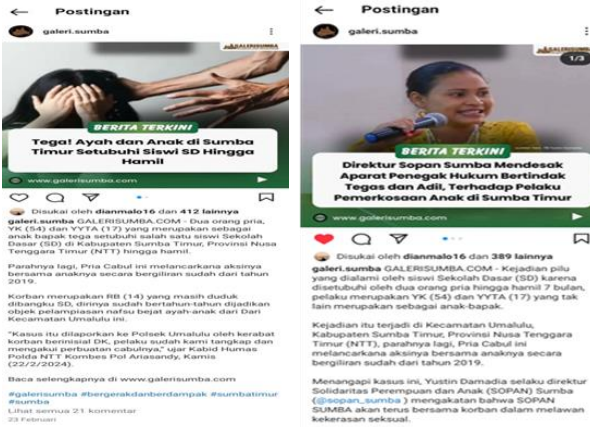 Postingan
galeri.sumba
GALERISUMBA
BERITA TERKINI
Tega! Ayah dan Anak di Sumba
Timur Setubuhi Siswi SD Hingga
Hamil
www.galerisumba.com
Disukai oleh dianmalo16 dan 412 lainnya
galeri.sumba GALERISUMBA.COM - Dua orang pria,
YK (54) dan YYTA (17) yang merupakan sebagai
anak bapak tega setubuhi salah satu siswi Sekolah
Dasar (SD) di Kabupaten Sumba Timur, Provinsi Nusa
Tenggara Timur (NTT) hingga hamil.
Parahnya lagi, Pria Cabul ini melancarkana aksinya
bersama anaknya secara bergiliran sudah dari tahun
2019.
Korban merupakan RB (14) yang masih duduk
dibangku SD, dirinya sudah bertahun-tahun dijadikan
objek pelampiasan nafsu bejat ayah-anak dari Dari
Kecamatan Umalulu ini.
"Kasus itu dilaporkan ke Polsek Umalulu oleh kerabat
korban berinisial DK, pelaku sudah kami tangkap dan
mengakui perbuatan cabulnya," ujar Kabid Humas
Polda NTT Kombes Pol Ariasandy, Kamis
(22/2/2024).
Baca selengkapnya di www.galerisumba.com
#galerisumba #bergerakdanberdampak #sumbatimur
#sumba
Lihat semua 21 komentar
23 Februari
Postingan
galeri.sumba
GALERISUMBA
1/3
BERITA TERKINI
Direktur Sopan Sumba Mendesak
Aparat Penegak Hukum Bertindak
Tegas dan Adil, Terhadap Pelaku
Pemerkosaan Anak di Sumba Timur
www.galerisumba.com
Disukai oleh dianmalo16 dan 389 lainnya
galeri.sumba GALERISUMBA.COM - Kejadian pilu
yang dialami oleh siswi Sekolah Dasar (SD) karena
disetubuhi oleh dua orang pria hingga hamil 7 bulan,
pelaku merupakan YK (54) dan YYTA (17) yang tak
lain merupakan sebagai anak-bapak.
Kejadian itu terjadi di Kecamatan Umalulu,
Kabupaten Sumba Timur, Provinsi Nusa Tenggara
Timur (NTT), parahnya lagi, Pria Cabul ini
melancarkana aksinya bersama anaknya secara
bergiliran sudah dari tahun 2019.
Menanggapi kasus ini, Yustin Damadia selaku direktur
Solidaritas Perempuan dan Anak (SOPAN) Sumba
(@sopan_sumba ) mengakatan bahwa SOPAN
SUMBA akan terus bersama korban dalam melawan
kekerasan seksual.